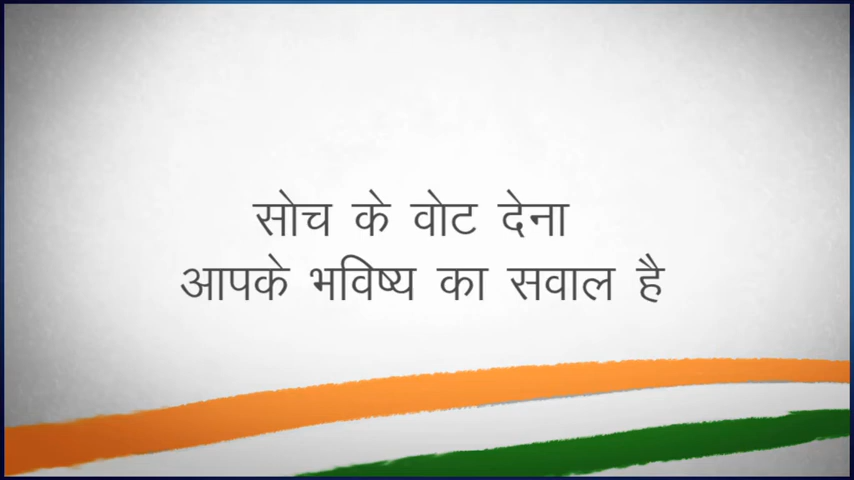 सोच के वोट देना
आपके भविष्य का सवाल है